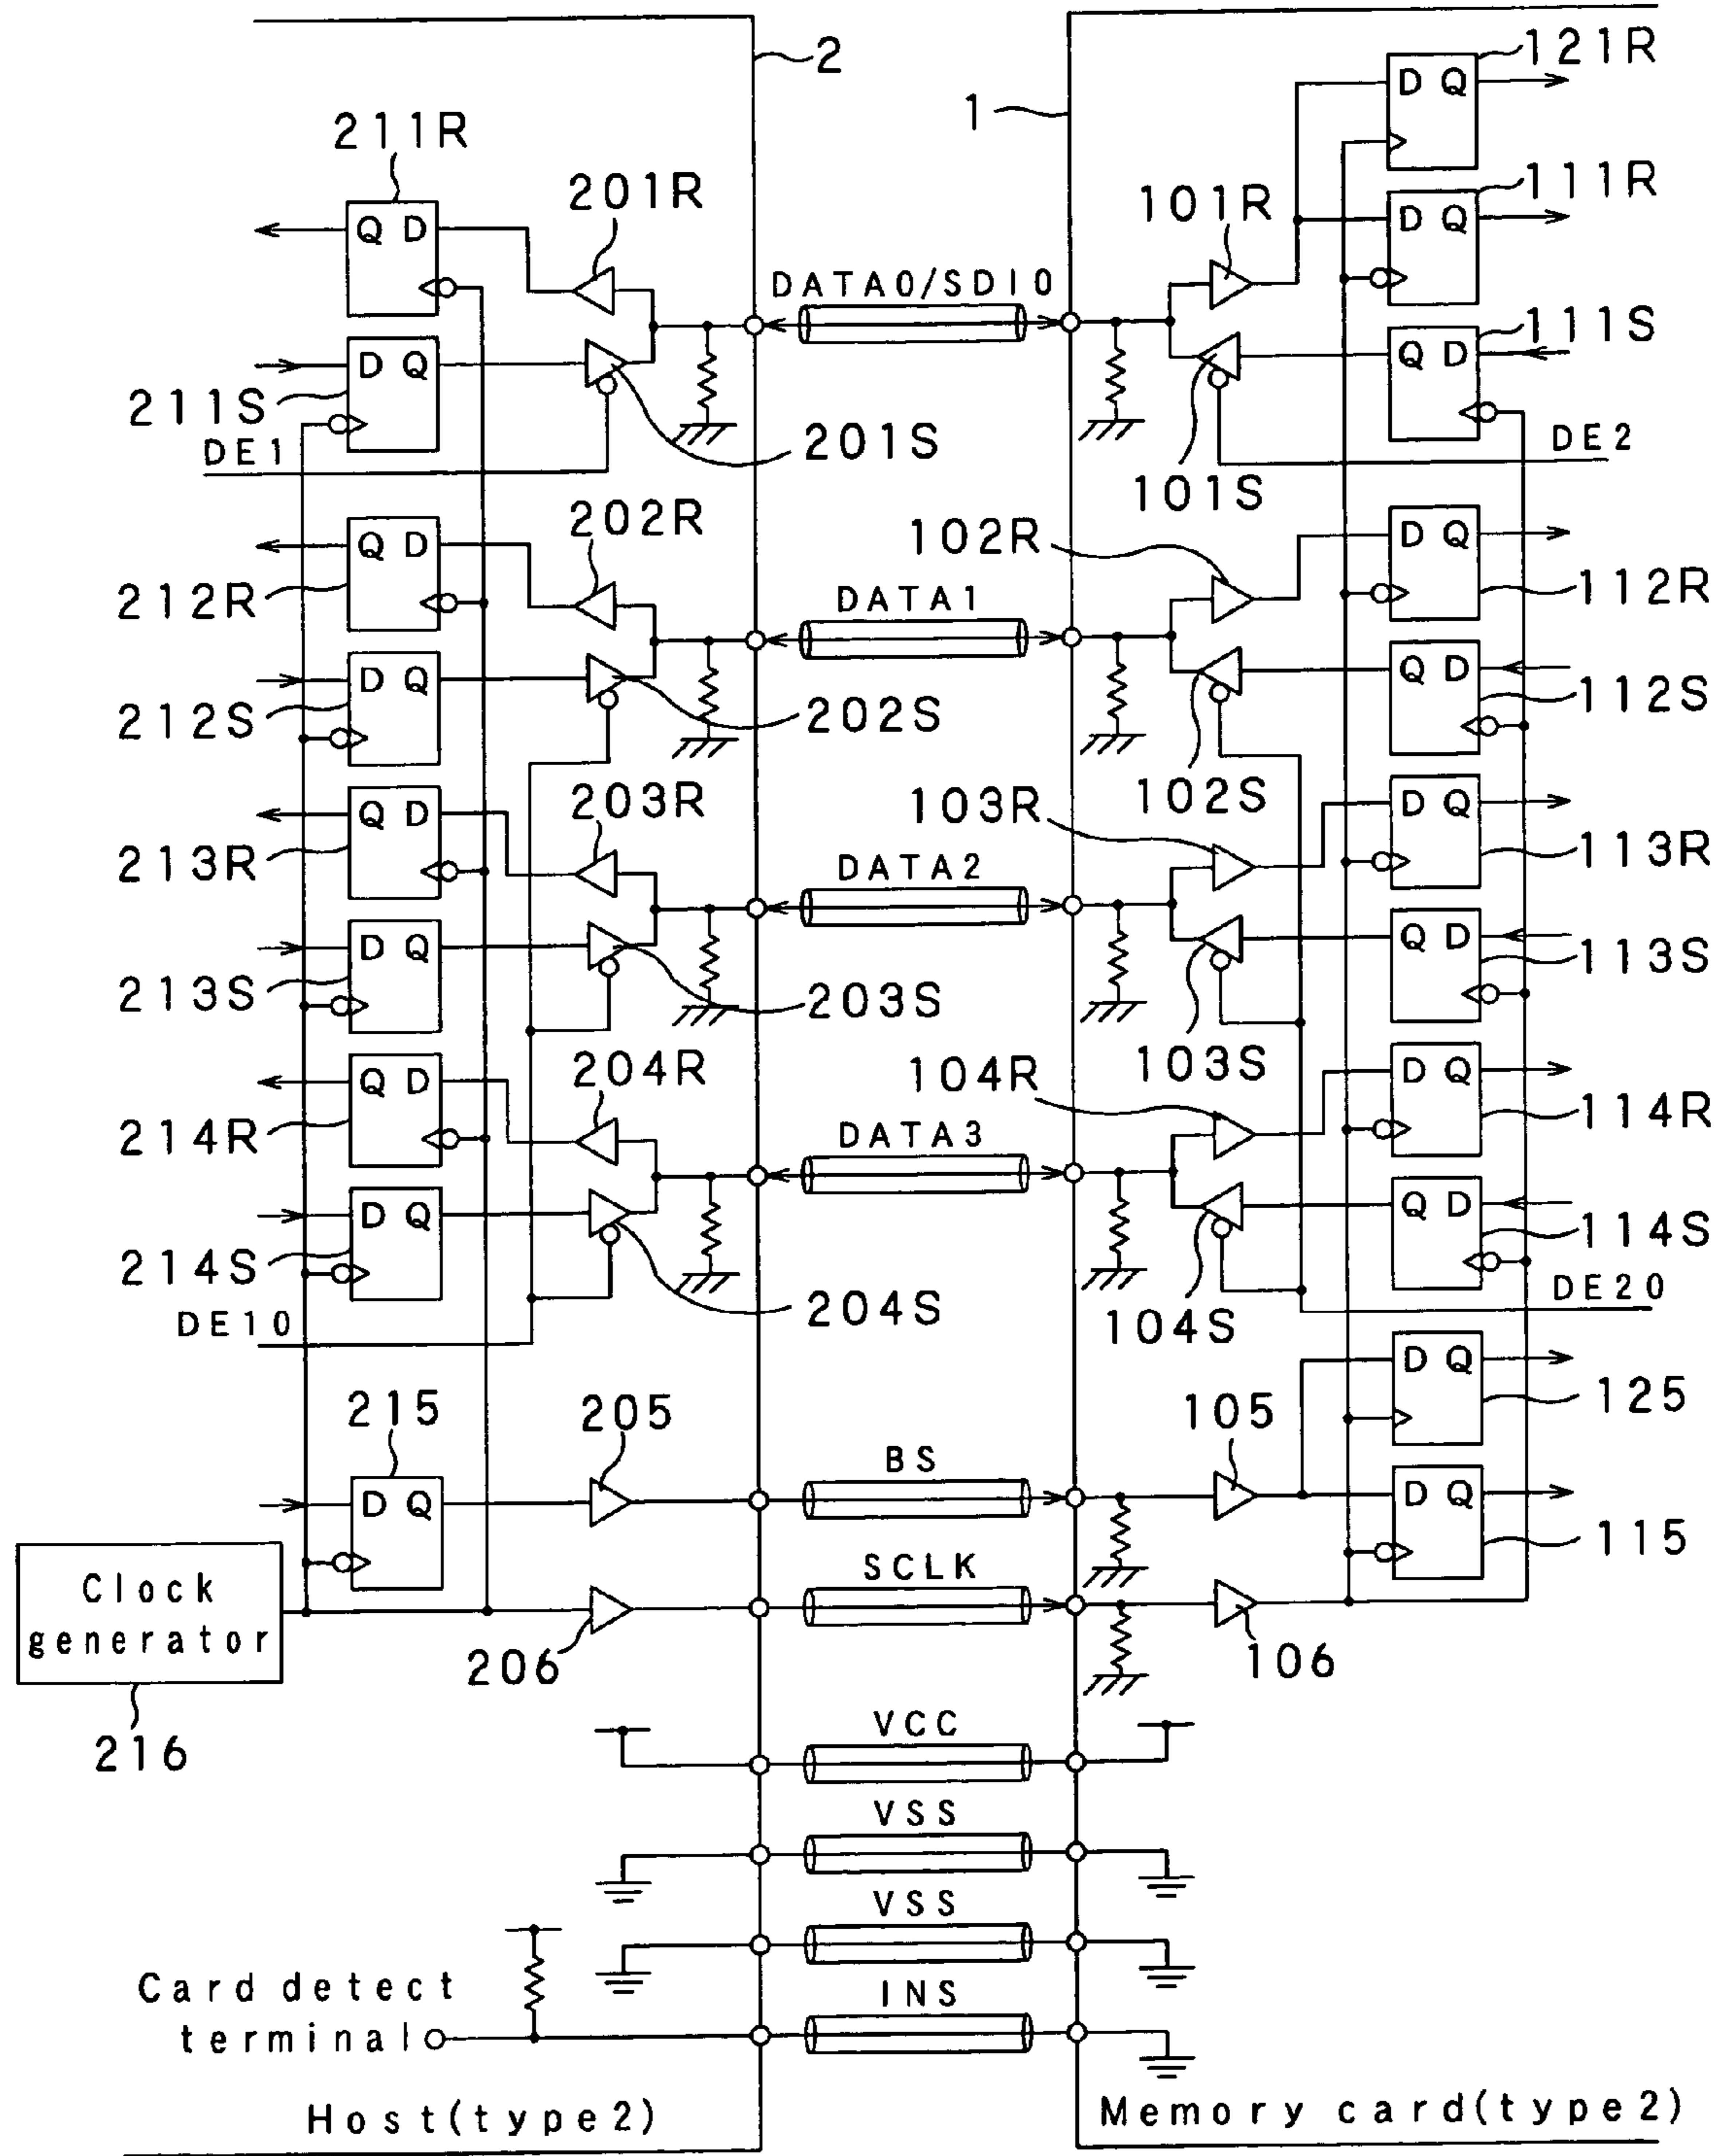 2
121R
1
211R
D Q
201R
101R
111R
Q D
D Q
DATA0/SDI0
111S
D Q
Q D
211S
DE1
201S
DE2
101S
202R
102R
Q D
D Q
212R
DATA1
112R
D Q
Q D
212S
202S
112S
102S
203R
103R
Q D
D Q
213R
DATA2
113R
D Q
Q D
213S
203S
113S
103S
204R
104R
Q D
D Q
214R
DATA3
114R
D Q
Q D
214S
204S
114S
DE10
104S
DE20
D Q
215
205
105
125
BS
D Q
D Q
115
Clock
generator
SCLK
206
106
216
VCC
VSS
VSS
Card detect
terminal
INS
Host(type2)
Memory card(type2)